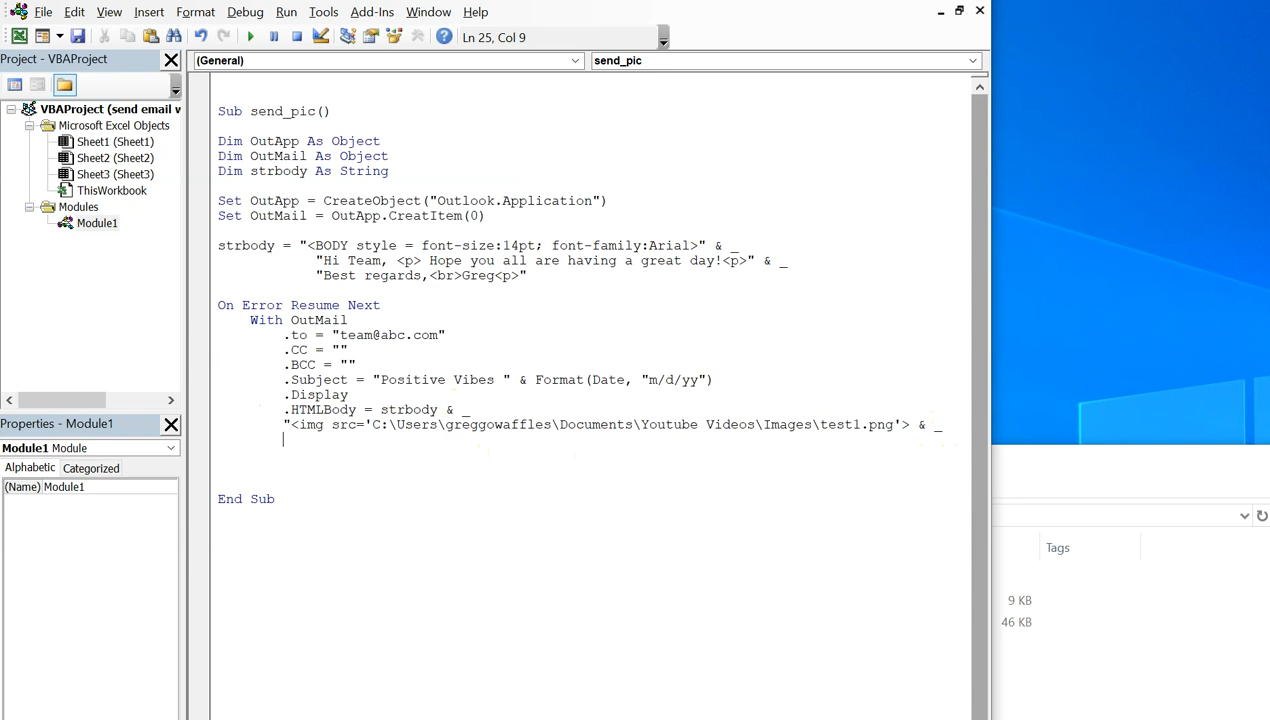 File Edit View Insert Format Debug Run Tools Add-Ins Window Help
Ln 25, Col 9
Project - VBAProject
(General) send_pic
VBAProject (send email w
Microsoft Excel Objects
Sheet1 (Sheet1)
Sheet2 (Sheet2)
Sheet3 (Sheet3)
ThisWorkbook
Modules
Module1
Properties - Module1
Module1 Module
Alphabetic Categorized
(Name) Module1
Sub send_pic()
Dim OutApp As Object
Dim OutMail As Object
Dim strbody As String
Set OutApp = CreateObject("Outlook.Application")
Set OutMail = OutApp.CreatItem(0)
strbody = "<BODY style = font-size:14pt; font-family:Arial>" & _
"Hi Team, <p> Hope you all are having a great day!<p>" & _
"Best regards,<br>Greg<p>"
On Error Resume Next
With OutMail
.to = "team@abc.com"
.CC = ""
.BCC = ""
.Subject = "Positive Vibes " & Format(Date, "m/d/yy")
.Display
.HTMLBody = strbody & _
"<img src='C:\Users\greggowaffles\Documents\Youtube Videos\Images\test1.png'> & _
End Sub
Tags
9 KB
46 KB